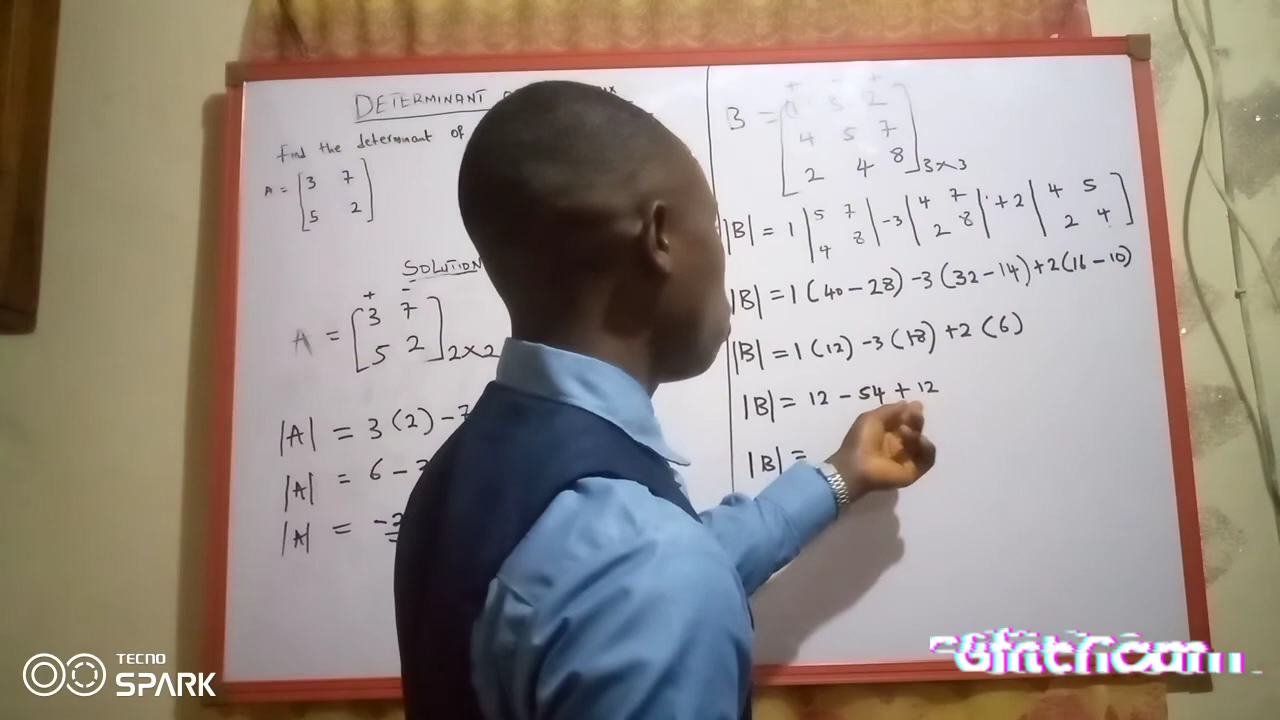 DETERMINANT
Find the determinant of
A = [3 7
5 2]
SOLUTION
+ -
A = [3 7
5 2] 2×2
|A| = 3(2) - 7
|A| = 6 -
|A| =
+ - +
B = [ 3 2
4 5 7
2 4 8] 3×3
|B| = 1 |5 7
4 8| -3 |4 7
2 8| +2 |4 5
2 4]
|B| = 1(40 - 28) -3(32 - 14) +2(16 - 10)
|B| = 1(12) -3(18) +2(6)
|B| = 12 - 54 + 12
|B| =
TECNO
SPARK